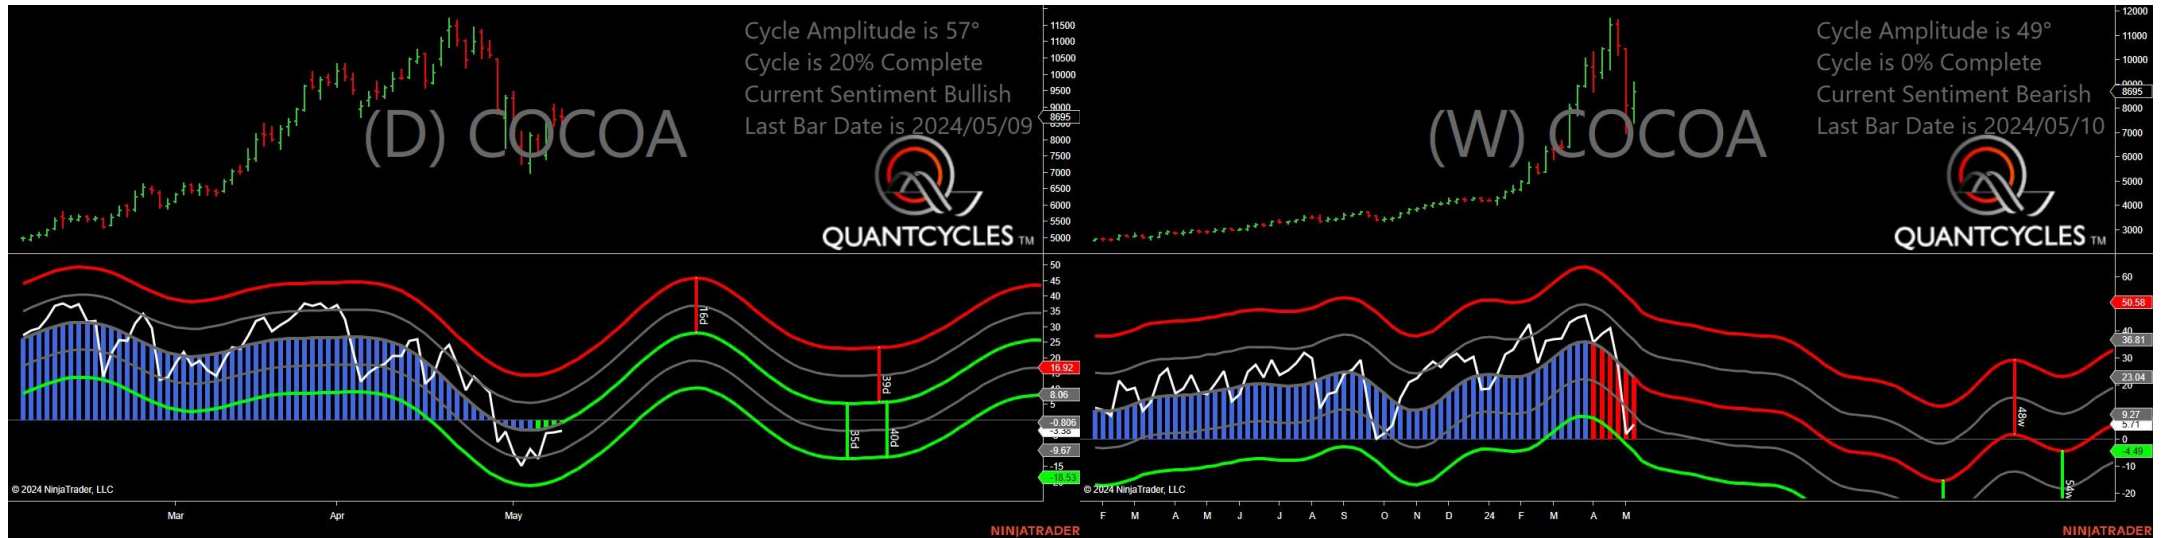 Cycle Amplitude is 57°
Cycle is 20% Complete
Current Sentiment Bullish
Last Bar Date is 2024/05/09
(D) COCOA
QUANTCYCLES TM
11500
11000
10500
10000
9500
9000
8695
8000
7500
7000
6500
6000
5500
5000
50
45
40
35
30
25
20
16.92
8.06
5
-0.806
-3.38
-9.67
-15
-18.53
16d
39d
35d
40d
© 2024 NinjaTrader, LLC
Mar Apr May
NINJATRADER
Cycle Amplitude is 49°
Cycle is 0% Complete
Current Sentiment Bearish
Last Bar Date is 2024/05/10
(W) COCOA
QUANTCYCLES TM
12000
11000
10000
9000
8695
8000
7000
6000
5000
4000
3000
60
50.58
40
36.81
30
23.04
20
9.27
5.71
0
-4.49
-10
-20
48w
54w
© 2024 NinjaTrader, LLC
F M A M J J A S O N D 24 F M A M
NINJATRADER